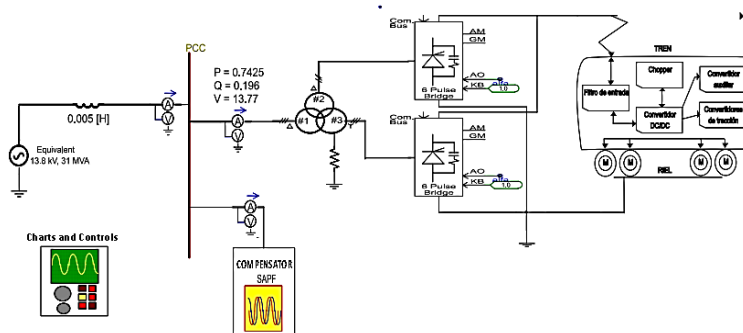 PCC
P = 0.7425
Q = 0.196
V = 13.77
0.005 [H]
A
V
A
V
A
V
Equivalent
13.8 kV, 31 MVA
#1
#2
#3
Com
Bus
AM
GM
AO
KB
1.0
6 Pulse
Bridge
Com
Bus
AM
GM
AO
KB
1.0
6 Pulse
Bridge
TREN
Filtro de entrada
Chopper
Convertidor
DC/DC
Convertidor
auxiliar
Convertidores
de tracción
M
M
M
M
RIEL
Charts and Controls
COMPENSATOR
SAPF